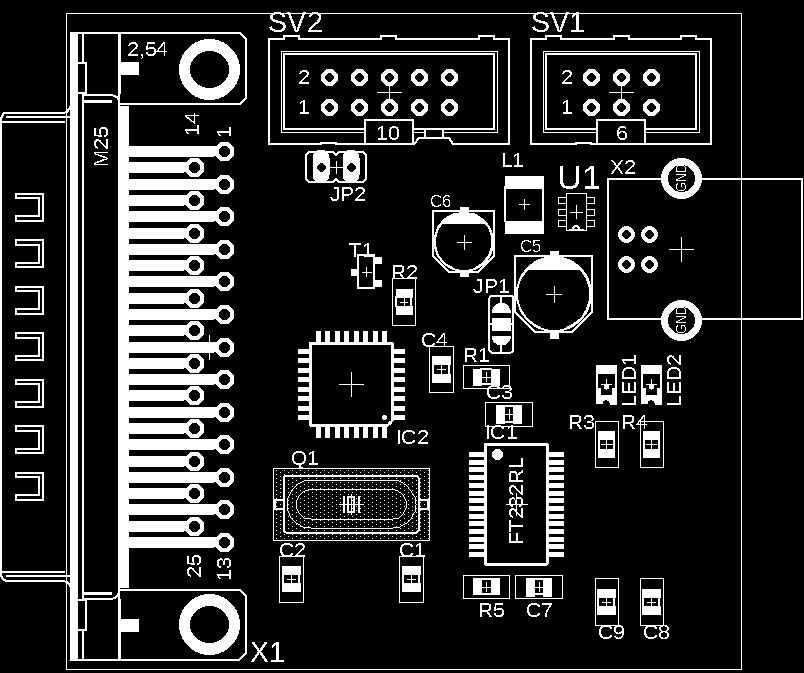 SV2
SV1
2,54
2
1
10
2
1
6
14
1
M25
JP2
L1
U1
X2
GND
C6
C5
T1
R2
JP1
GND
C4
R1
C3
LED1
LED2
IC2
IC1
R3
R4
Q1
FT232RL
C2
C1
25
13
R5
C7
C9
C8
X1